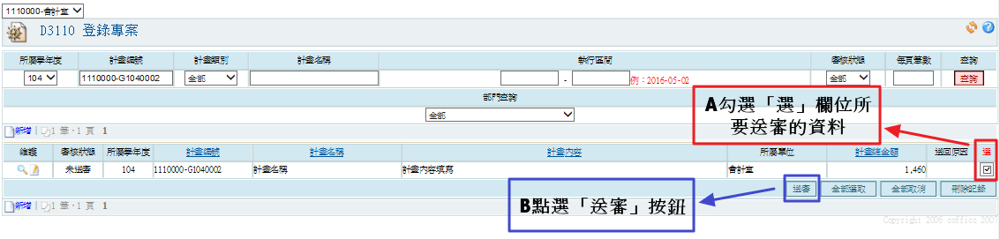 1110000-會計室
D3110 登錄專案
所屬學年度 計畫編號 計畫類別 計畫名稱 執行區間 審核狀態 每頁筆數 查詢
104 1110000-G1040002 全部 - 例：2016-05-02 全部 查詢
部門查詢
全部
A勾選「選」欄位所
要送審的資料
新增 | 1 筆，1 頁 1
維護 審核狀態 所屬學年度 計畫編號 計畫名稱 計畫內容 所屬單位 計畫總金額 退回原因 選
未送審 104 1110000-G1040002 計畫名稱 計畫內容填寫 會計室 1,460
送審 全部選取 全部取消 刪除記錄
B點選「送審」按鈕
新增 | 1 筆，1 頁 1
Copyright 2006 ccffice 2007